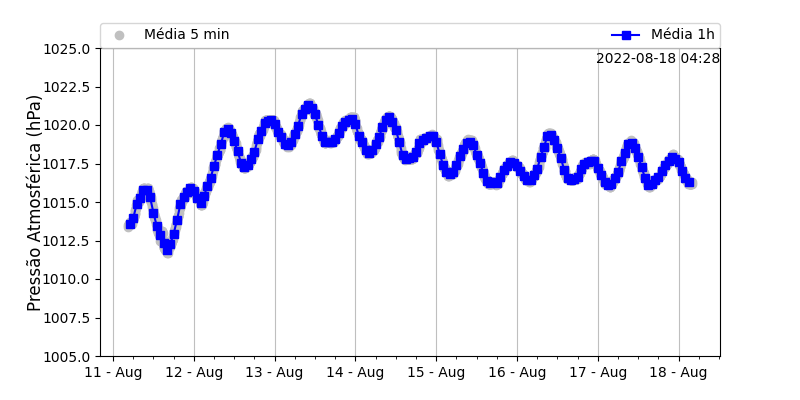 Média 5 min
Média 1h
2022-08-18 04:28
Pressão Atmosférica (hPa)
1025.0
1022.5
1020.0
1017.5
1015.0
1012.5
1010.0
1007.5
1005.0
11 - Aug
12 - Aug
13 - Aug
14 - Aug
15 - Aug
16 - Aug
17 - Aug
18 - Aug